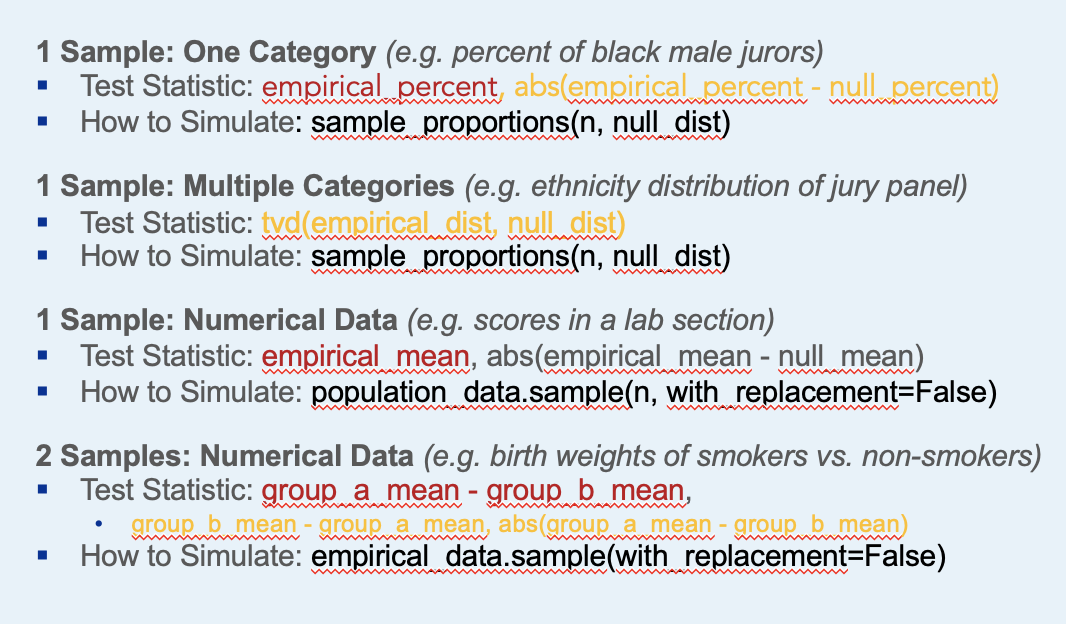 1 Sample: One Category (e.g. percent of black male jurors)
▪ Test Statistic: empirical_percent, abs(empirical_percent - null_percent)
▪ How to Simulate: sample_proportions(n, null_dist)
1 Sample: Multiple Categories (e.g. ethnicity distribution of jury panel)
▪ Test Statistic: tvd(empirical_dist, null_dist)
▪ How to Simulate: sample_proportions(n, null_dist)
1 Sample: Numerical Data (e.g. scores in a lab section)
▪ Test Statistic: empirical_mean, abs(empirical_mean - null_mean)
▪ How to Simulate: population_data.sample(n, with_replacement=False)
2 Samples: Numerical Data (e.g. birth weights of smokers vs. non-smokers)
▪ Test Statistic: group_a_mean - group_b_mean,
• group_b_mean - group_a_mean, abs(group_a_mean - group_b_mean)
▪ How to Simulate: empirical_data.sample(with_replacement=False)